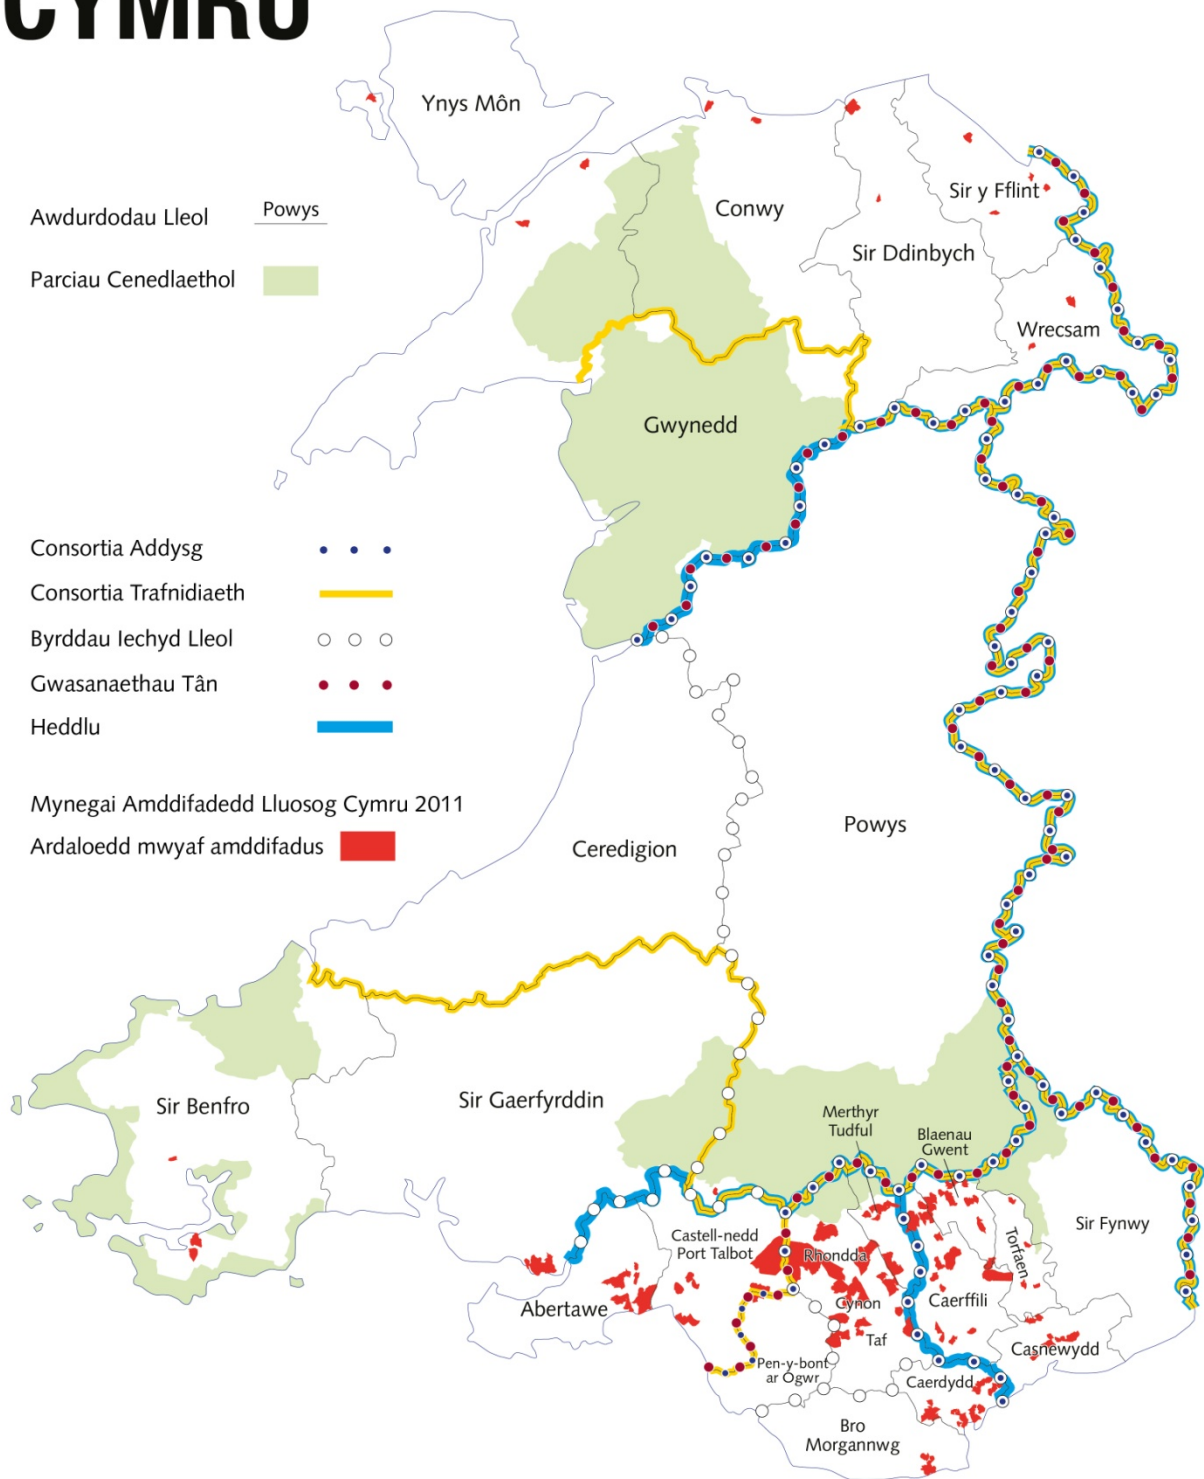 CYMRU
Awdurdodau Lleol
Powys
Parciau Cenedlaethol
Consortia Addysg
Consortia Trafnidiaeth
Byrddau Iechyd Lleol
Gwasanaethau Tân
Heddlu
Mynegai Amddifadedd Lluosog Cymru 2011
Ardaloedd mwyaf amddifadus
Ynys Môn
Conwy
Sir y Fflint
Sir Ddinbych
Wrecsam
Gwynedd
Ceredigion
Powys
Sir Benfro
Sir Gaerfyrddin
Merthyr
Tudful
Blaenau
Gwent
Castell-nedd
Port Talbot
Rhondda
Cynon
Taf
Torfaen
Sir Fynwy
Abertawe
Caerffili
Casnewydd
Pen-y-bont
ar Ogwr
Caerdydd
Bro
Morgannwg